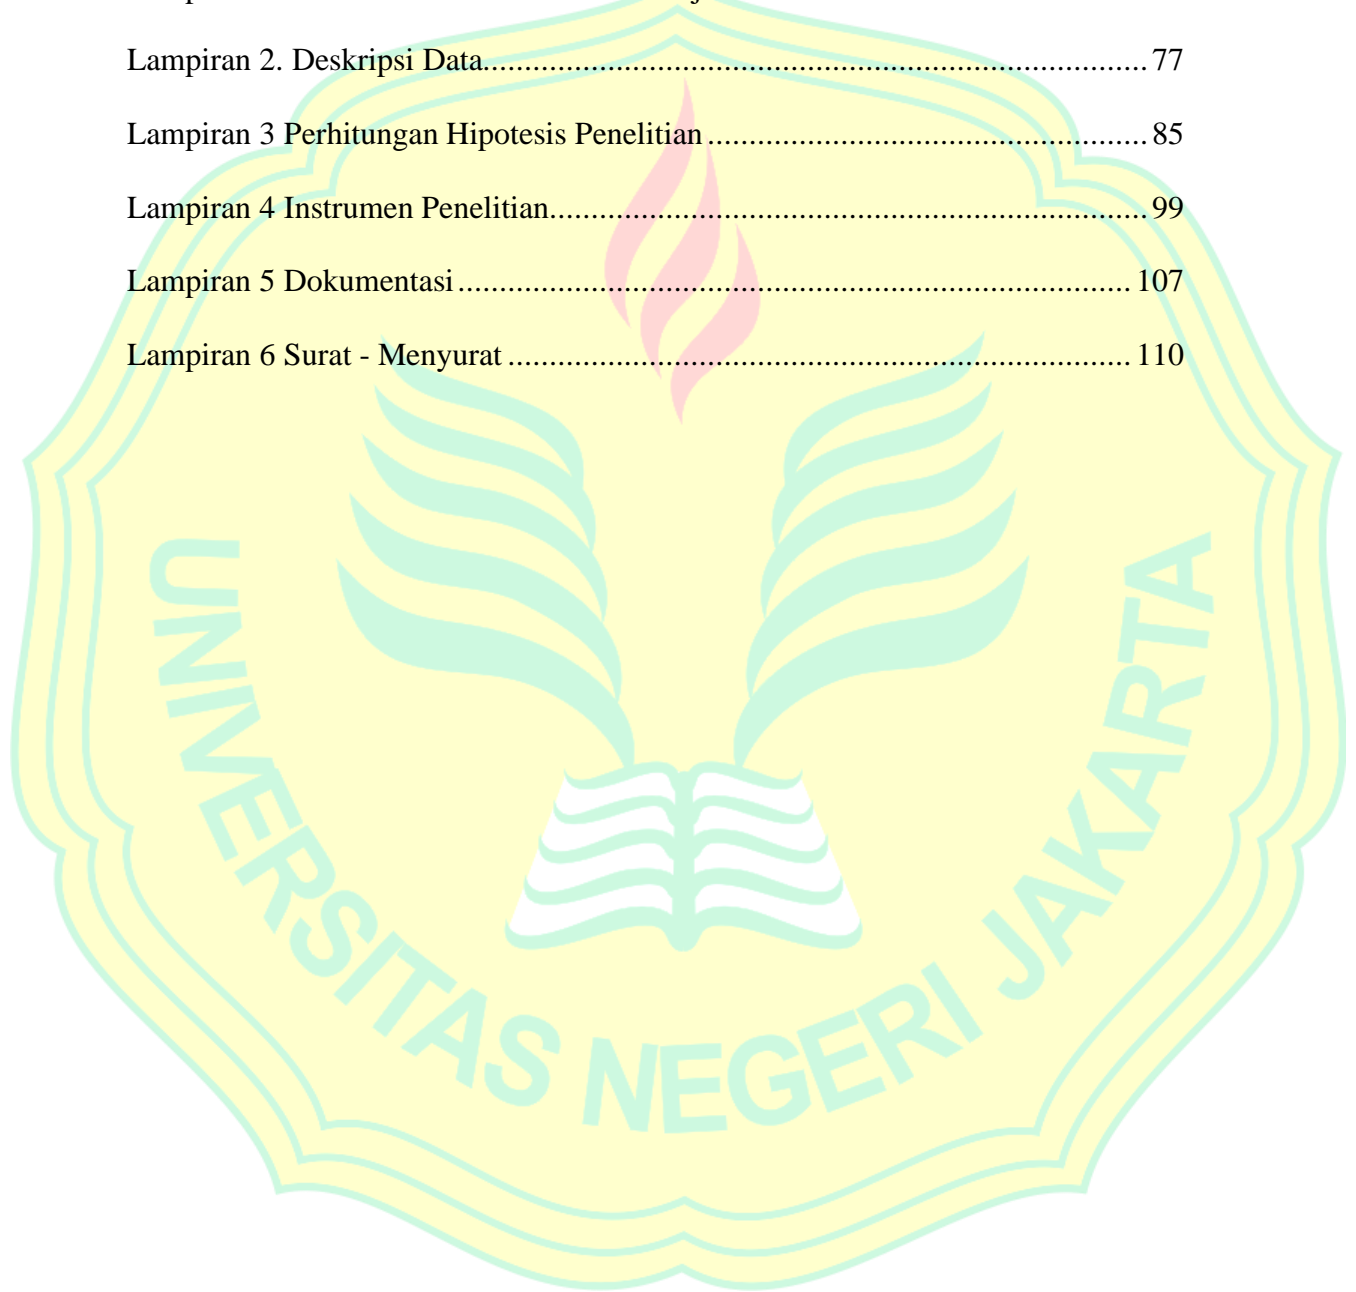 Lampiran 2. Deskripsi Data............................................................................... 77
Lampiran 3 Perhitungan Hipotesis Penelitian .................................................... 85
Lampiran 4 Instrumen Penelitian....................................................................... 99
Lampiran 5 Dokumentasi ................................................................................ 107
Lampiran 6 Surat - Menyurat .......................................................................... 110
UNIVERSITAS NEGERI JAKARTA